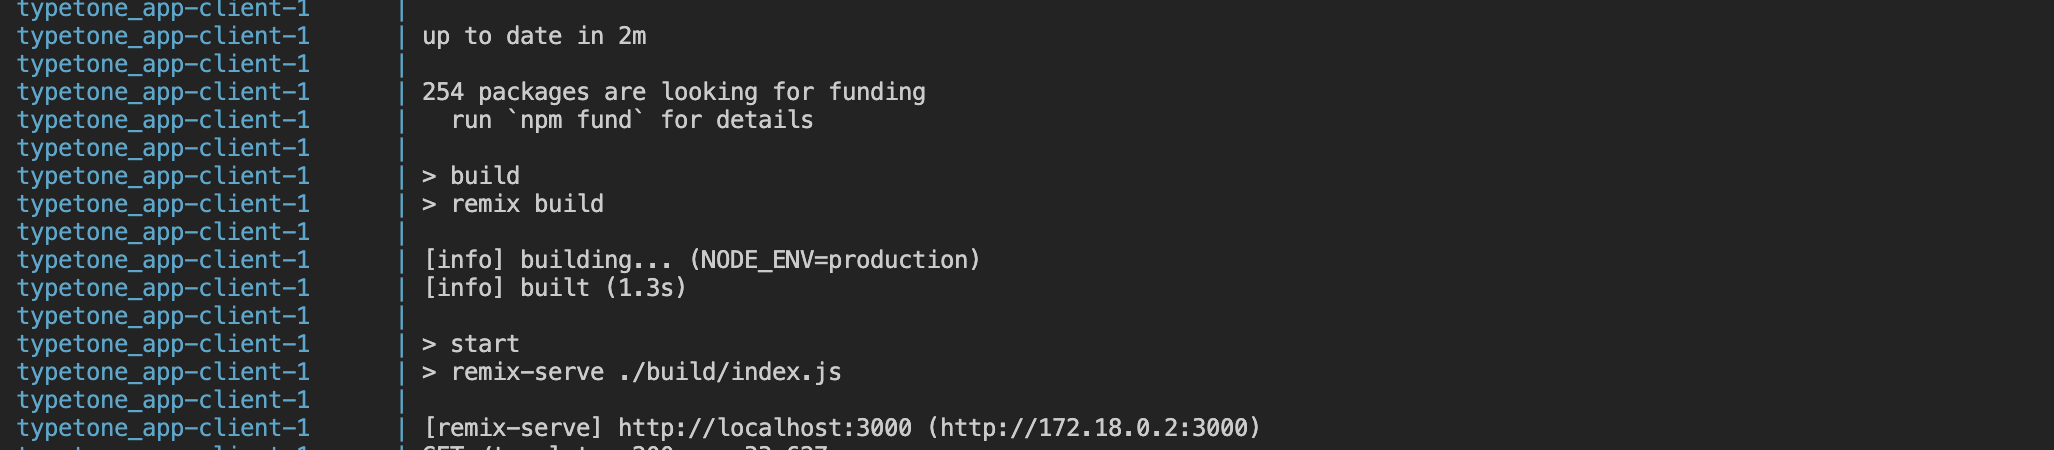 typetone_app-client-1 |
typetone_app-client-1 | up to date in 2m
typetone_app-client-1 |
typetone_app-client-1 | 254 packages are looking for funding
typetone_app-client-1 |   run `npm fund` for details
typetone_app-client-1 |
typetone_app-client-1 | > build
typetone_app-client-1 | > remix build
typetone_app-client-1 |
typetone_app-client-1 | [info] building... (NODE_ENV=production)
typetone_app-client-1 | [info] built (1.3s)
typetone_app-client-1 |
typetone_app-client-1 | > start
typetone_app-client-1 | > remix-serve ./build/index.js
typetone_app-client-1 |
typetone_app-client-1 | [remix-serve] http://localhost:3000 (http://172.18.0.2:3000)
typetone_app-client-1 | GET